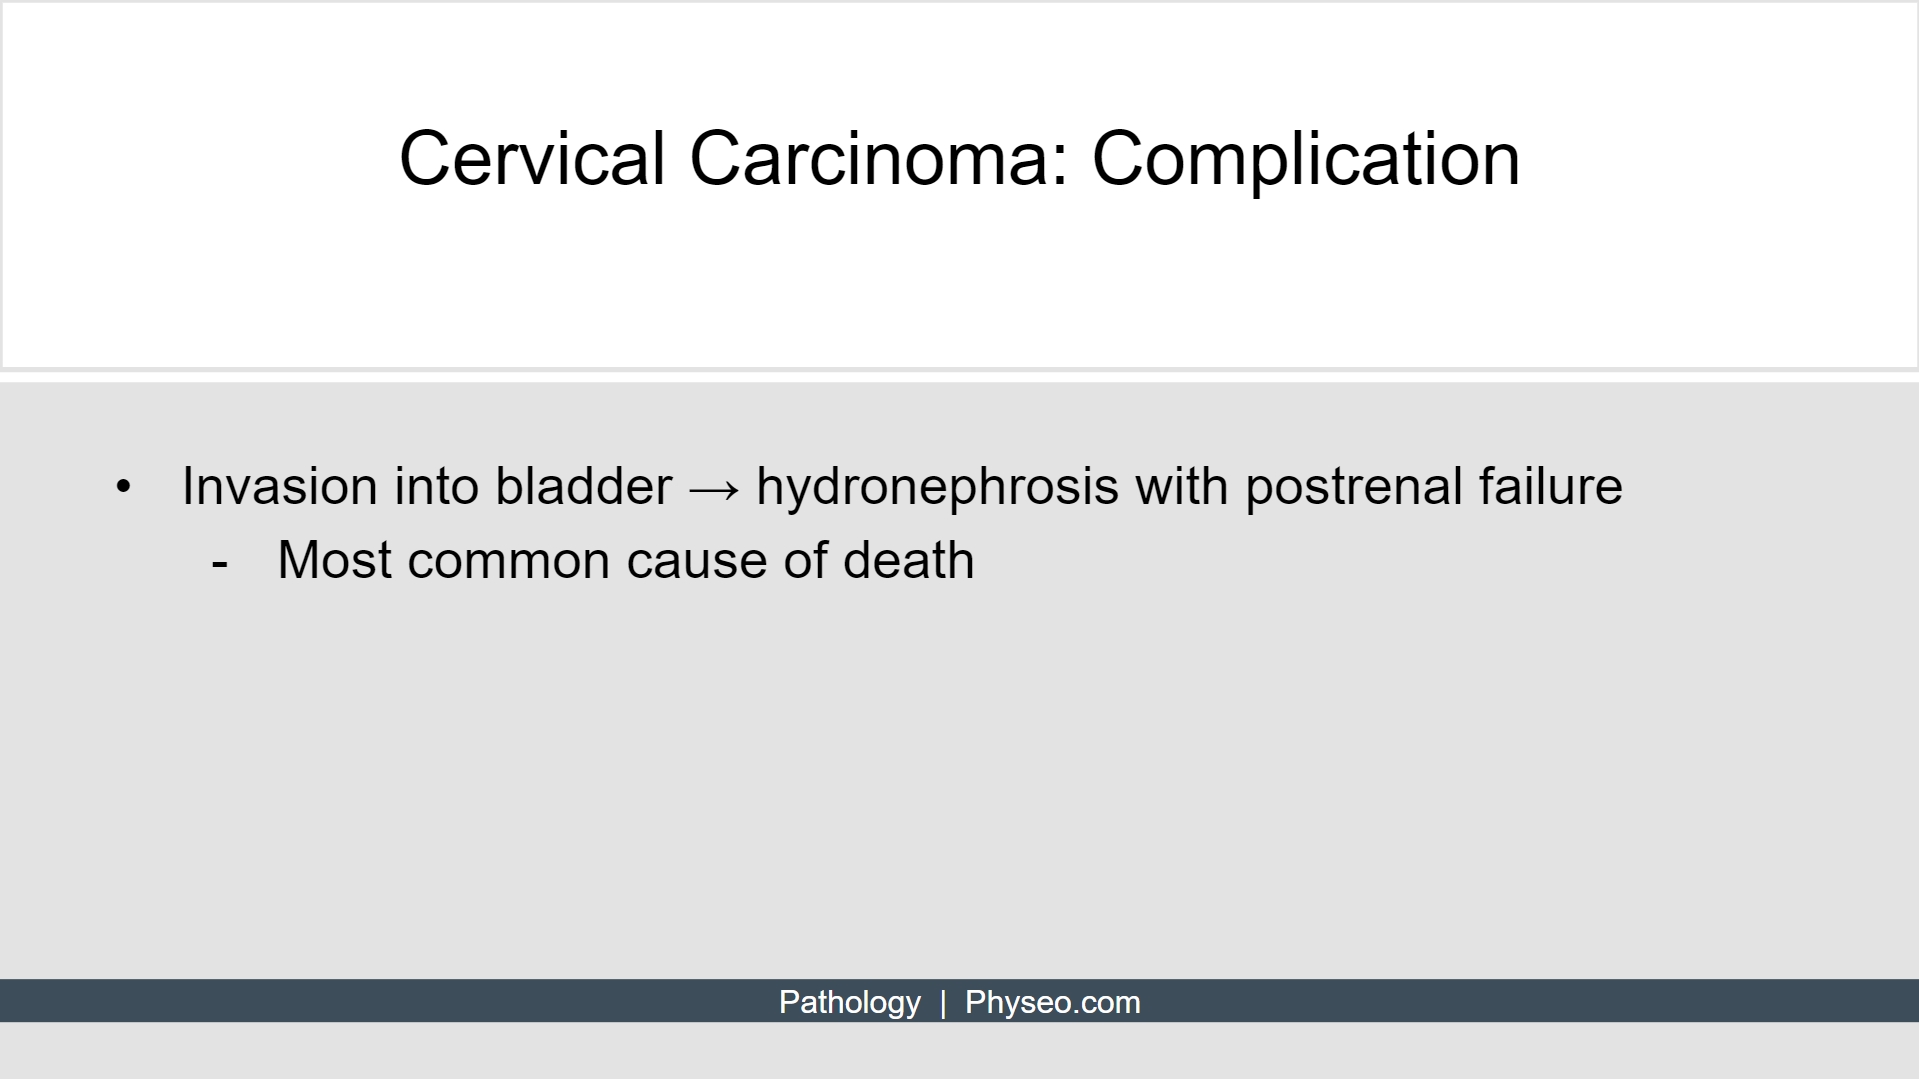 Cervical Carcinoma: Complication
• Invasion into bladder → hydronephrosis with postrenal failure
- Most common cause of death
Pathology | Physeo.com